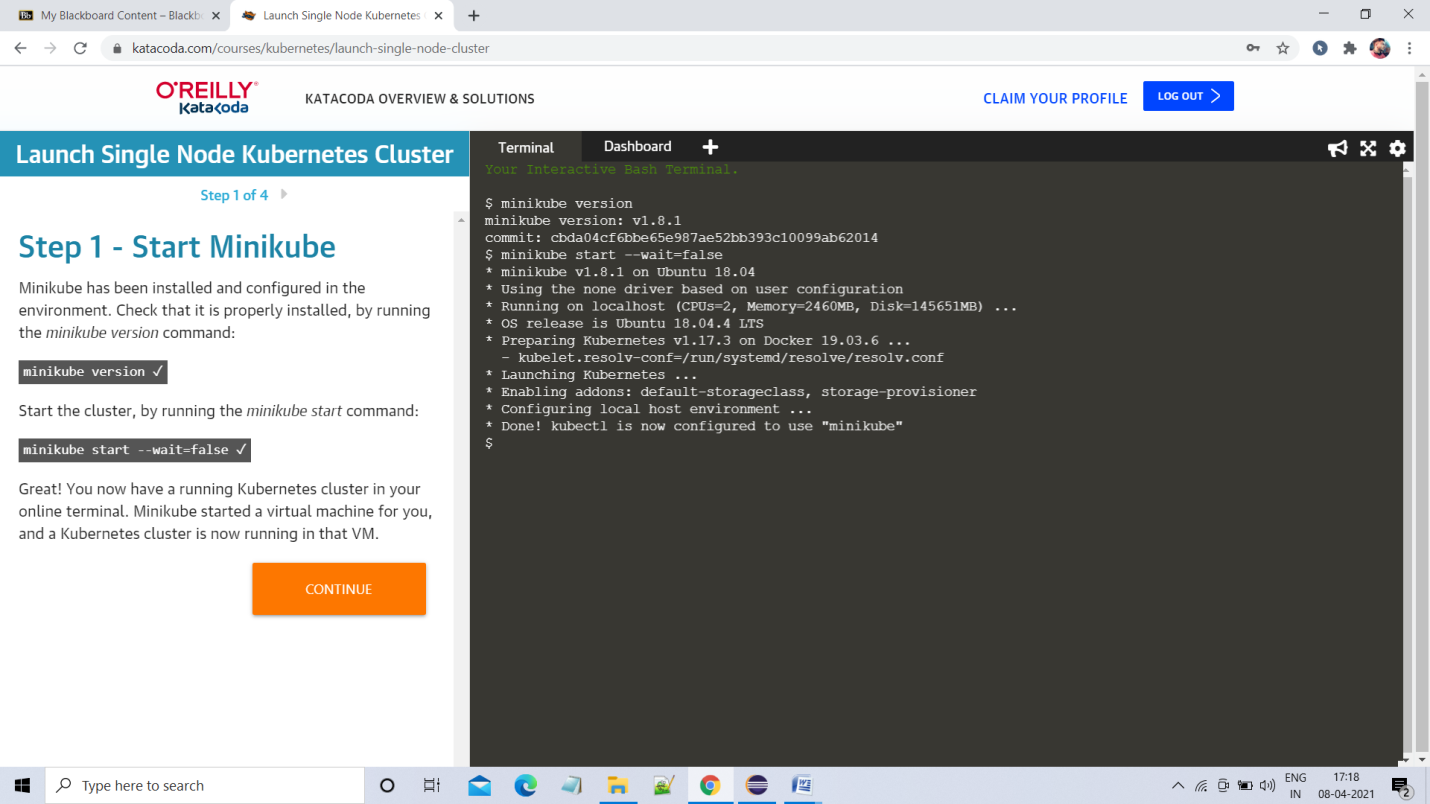 My Blackboard Content – Blackb
Launch Single Node Kubernetes
katacoda.com/courses/kubernetes/launch-single-node-cluster
O'REILLY®
Katacoda
KATACODA OVERVIEW & SOLUTIONS
CLAIM YOUR PROFILE
LOG OUT
Launch Single Node Kubernetes Cluster
Step 1 of 4
Step 1 - Start Minikube
Minikube has been installed and configured in the
environment. Check that it is properly installed, by running
the minikube version command:
minikube version ✓
Start the cluster, by running the minikube start command:
minikube start --wait=false ✓
Great! You now have a running Kubernetes cluster in your
online terminal. Minikube started a virtual machine for you,
and a Kubernetes cluster is now running in that VM.
CONTINUE
Terminal
Dashboard
Your Interactive Bash Terminal.
$ minikube version
minikube version: v1.8.1
commit: cbda04cf6bbe65e987ae52bb393c10099ab62014
$ minikube start --wait=false
* minikube v1.8.1 on Ubuntu 18.04
* Using the none driver based on user configuration
* Running on localhost (CPUs=2, Memory=2460MB, Disk=145651MB) ...
* OS release is Ubuntu 18.04.4 LTS
* Preparing Kubernetes v1.17.3 on Docker 19.03.6 ...
  - kubelet.resolv-conf=/run/systemd/resolve/resolv.conf
* Launching Kubernetes ...
* Enabling addons: default-storageclass, storage-provisioner
* Configuring local host environment ...
* Done! kubectl is now configured to use "minikube"
$
Type here to search
ENG
IN
17:18
08-04-2021
2